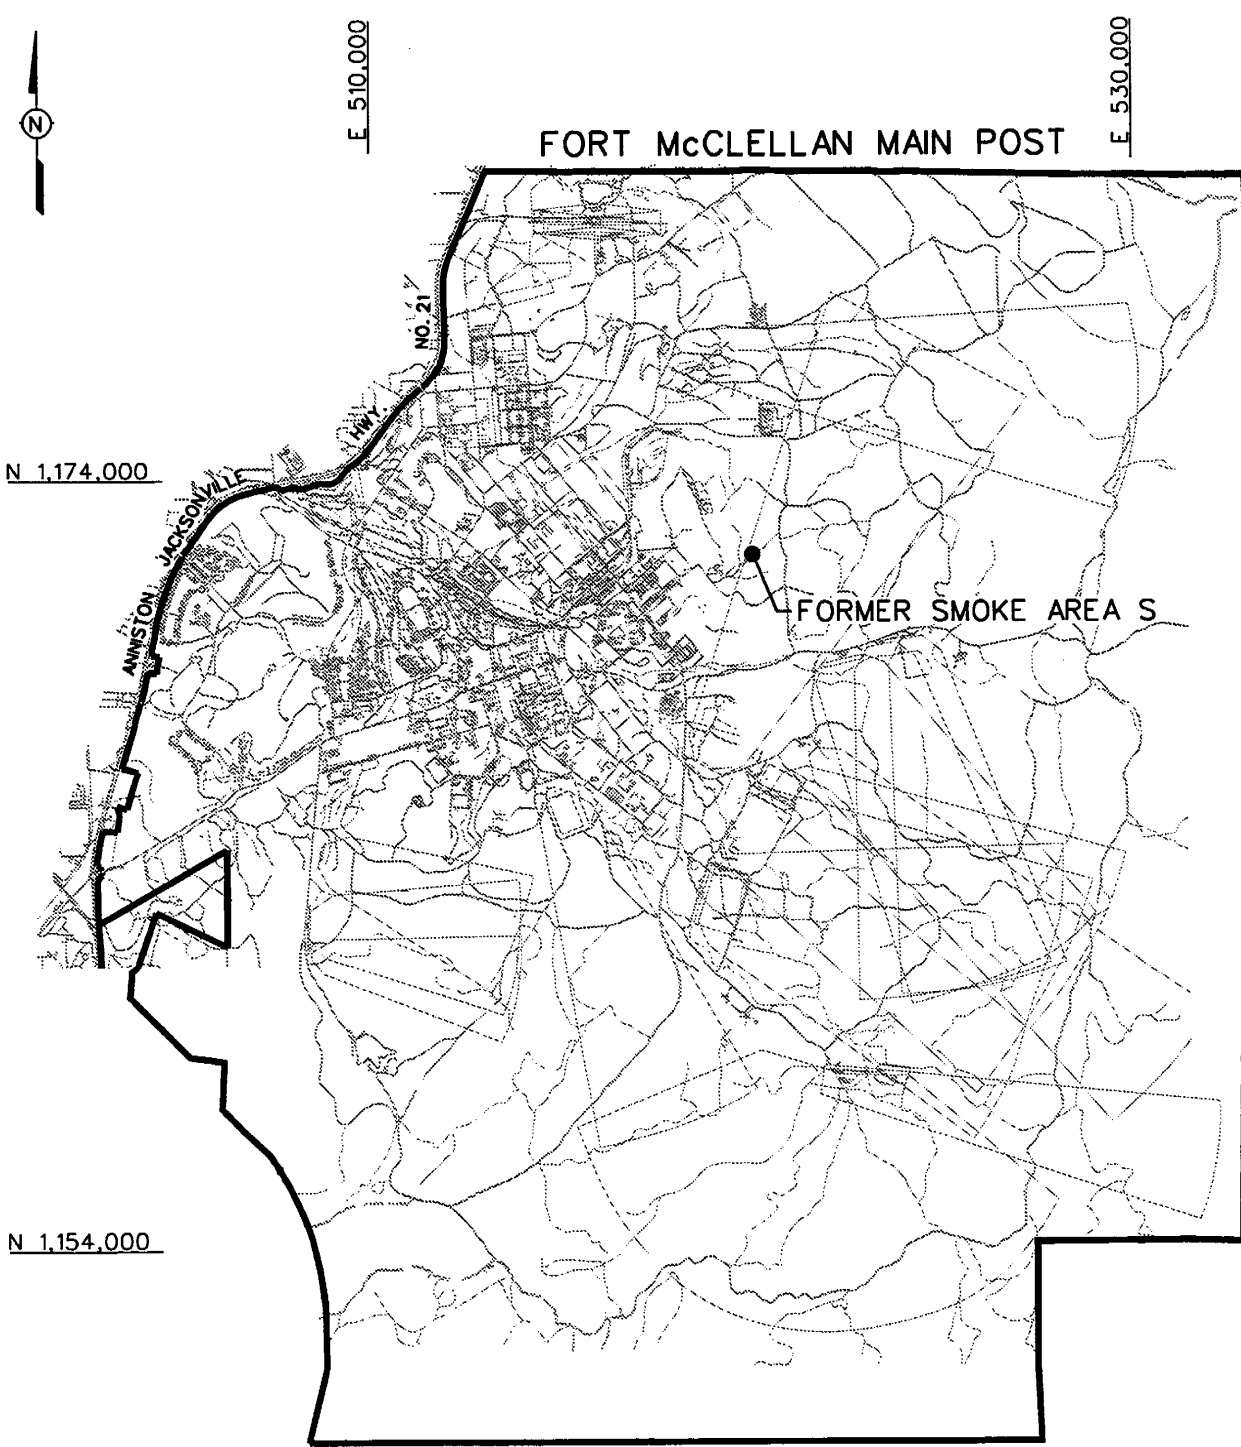 N
E 510,000
E 530,000
FORT McCLELLAN MAIN POST
NO. 21
HWY.
N 1,174,000
JACKSONVILLE
ANNISTON
FORMER SMOKE AREA S
N 1,154,000